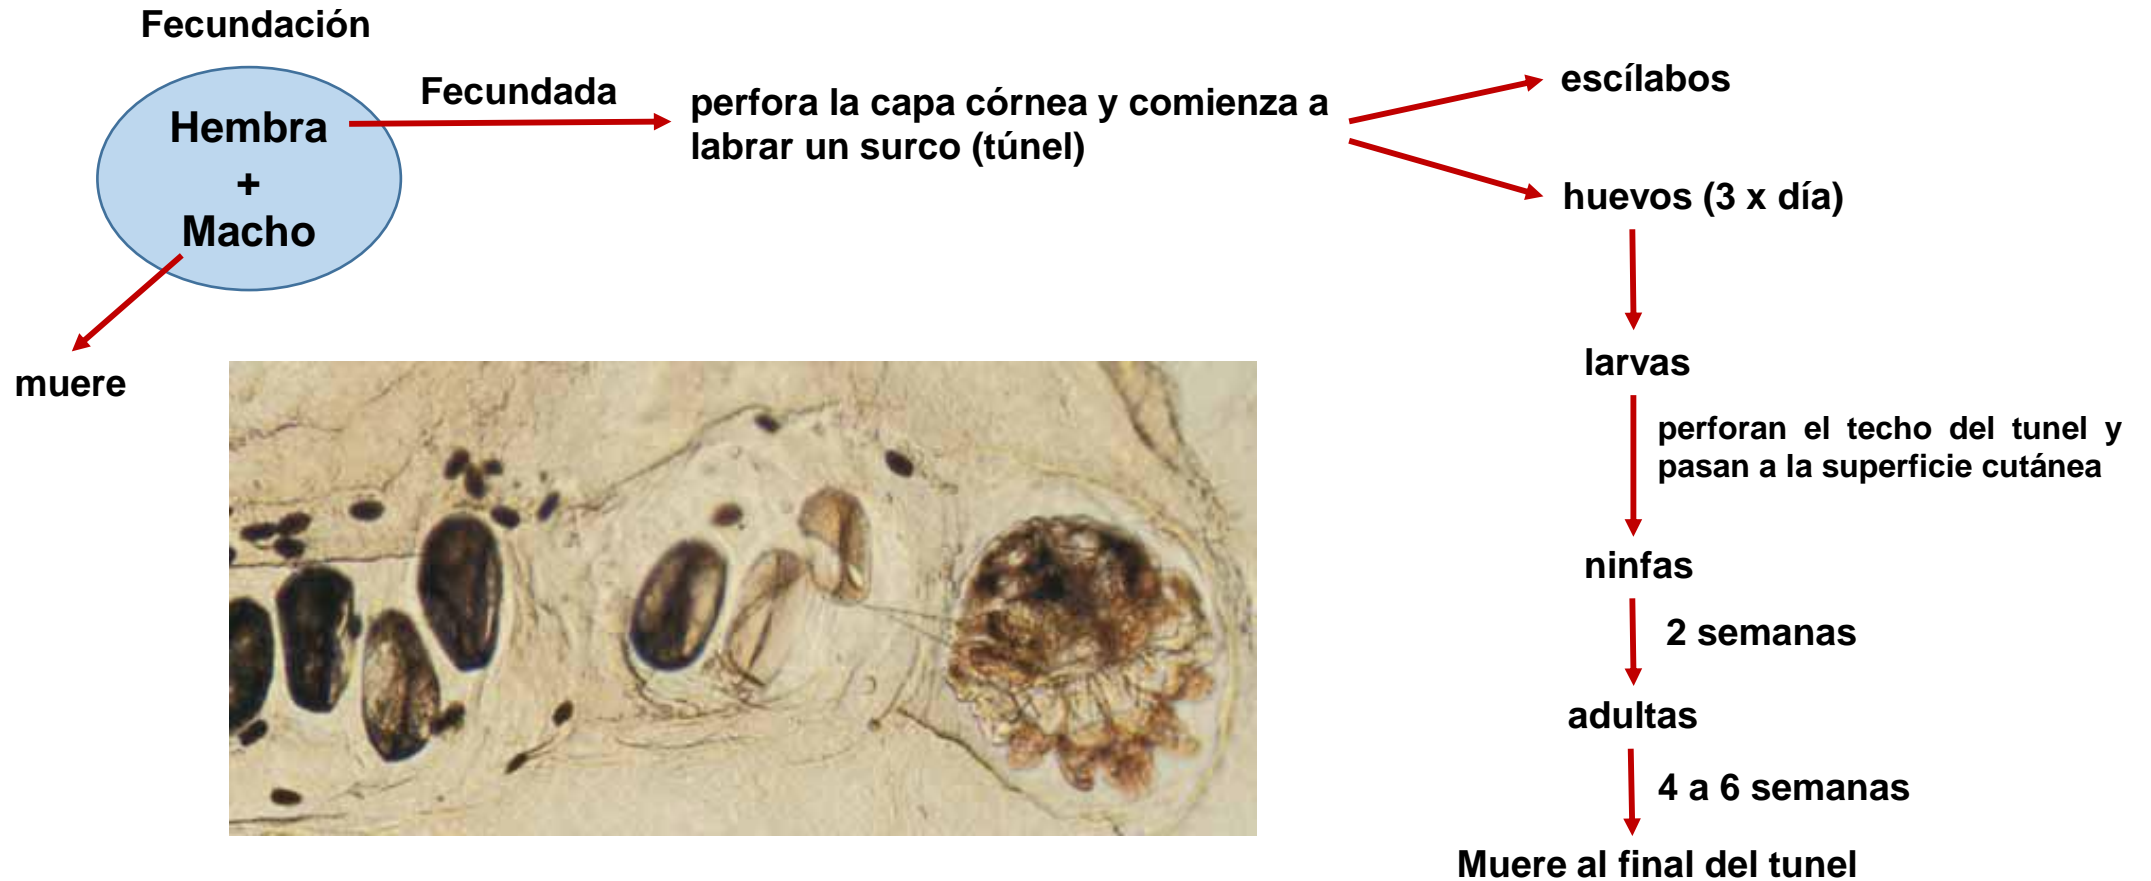 Fecundación
Hembra
+
Macho
muere
Fecundada
perfora la capa córnea y comienza a
labrar un surco (túnel)
escílabos
huevos (3 x día)
larvas
perforan el techo del tunel y
pasan a la superficie cutánea
ninfas
2 semanas
adultas
4 a 6 semanas
Muere al final del tunel